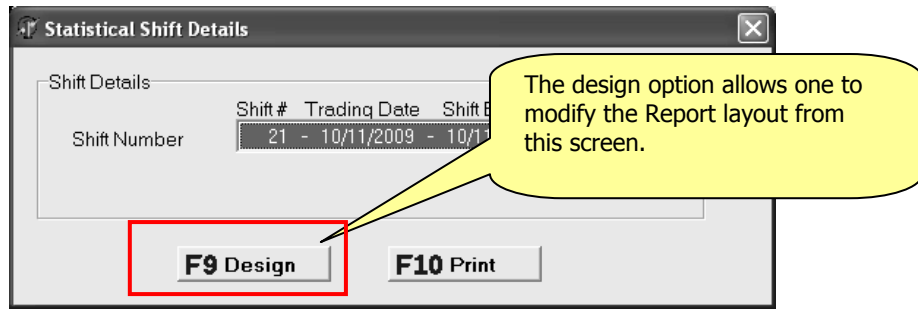 Statistical Shift Details
Shift Details
Shift # Trading Date Shift
Shift Number
21 - 10/11/2009 - 10/11
The design option allows one to
modify the Report layout from
this screen.
F9 Design
F10 Print